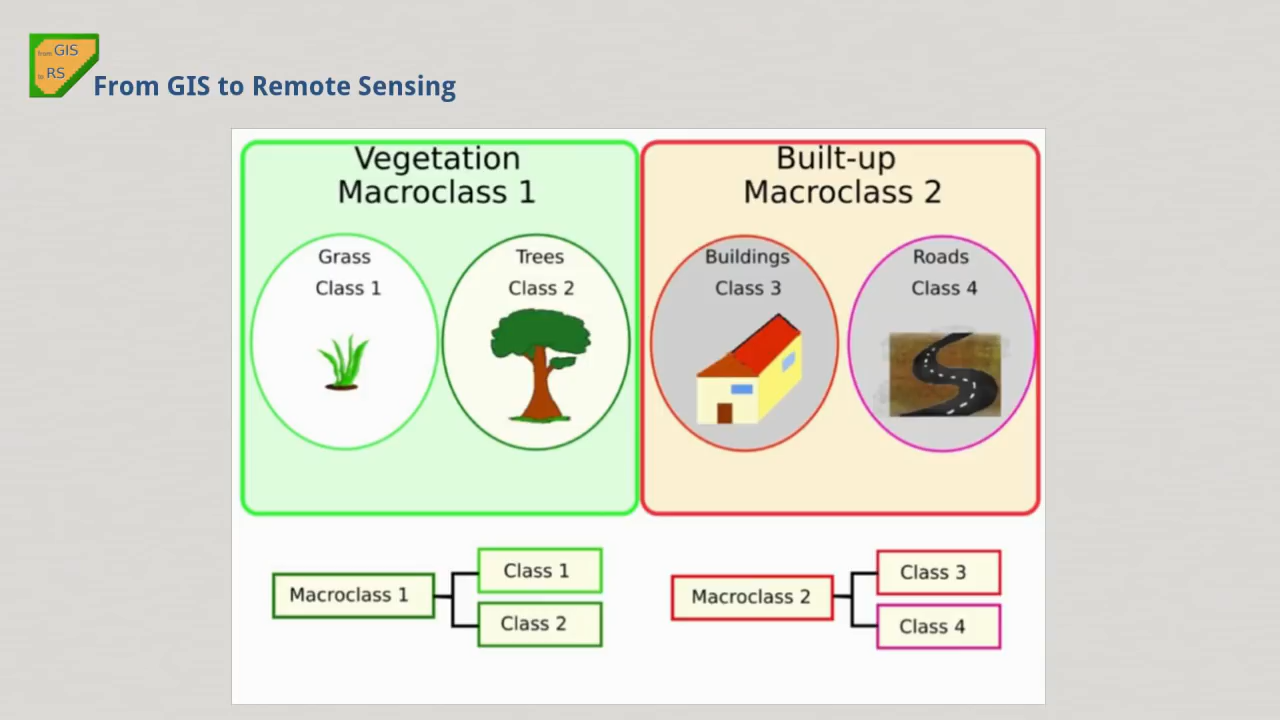 from GIS
to RS
From GIS to Remote Sensing
Vegetation
Macroclass 1
Built-up
Macroclass 2
Grass
Class 1
Trees
Class 2
Buildings
Class 3
Roads
Class 4
Macroclass 1
Class 1
Class 2
Macroclass 2
Class 3
Class 4